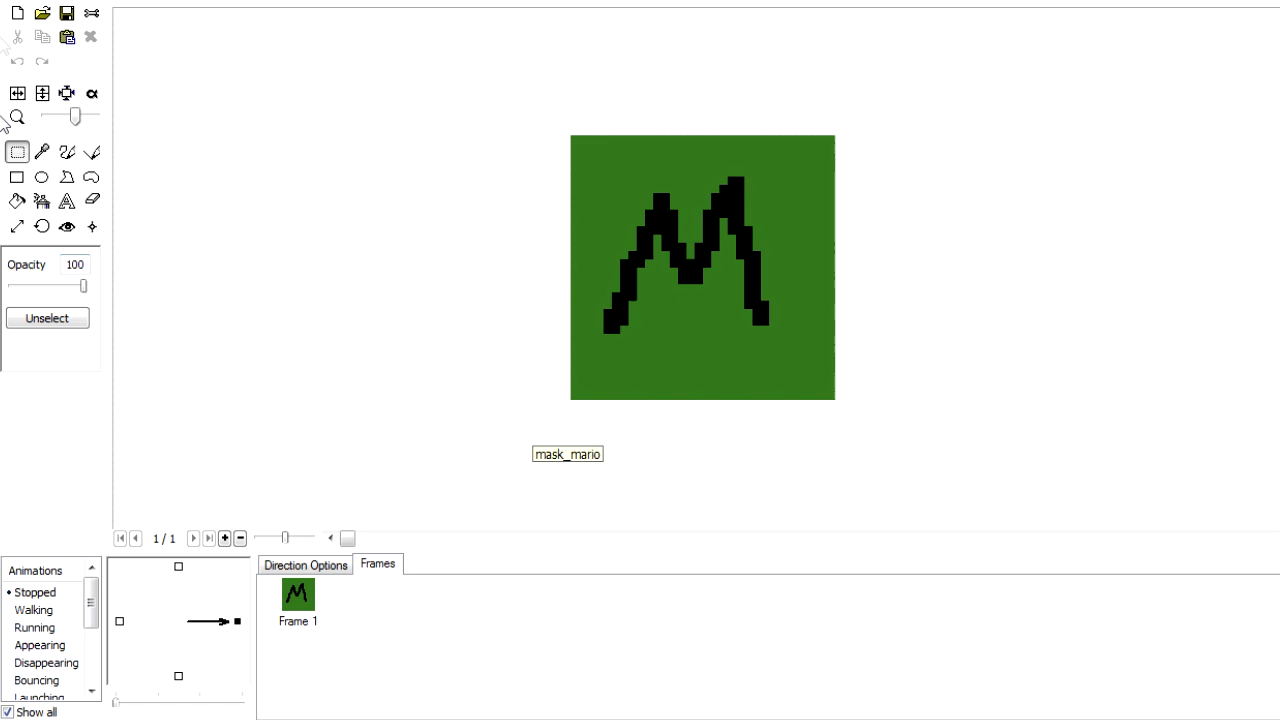 M
Opacity 100
Unselect
mask_mario
1 / 1
Animations
Stopped
Walking
Running
Appearing
Disappearing
Bouncing
Launching
Show all
Direction Options
Frames
M
Frame 1